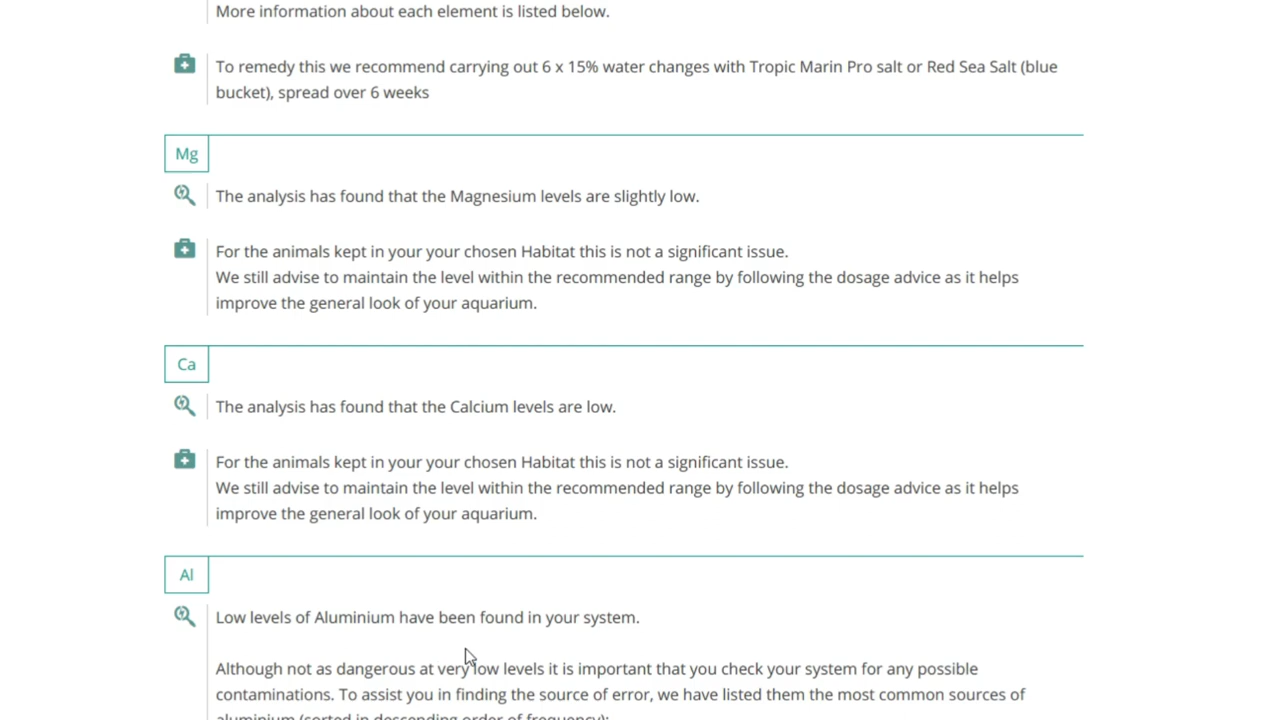 More information about each element is listed below.
To remedy this we recommend carrying out 6 x 15% water changes with Tropic Marin Pro salt or Red Sea Salt (blue
bucket), spread over 6 weeks
Mg
The analysis has found that the Magnesium levels are slightly low.
For the animals kept in your your chosen Habitat this is not a significant issue.
We still advise to maintain the level within the recommended range by following the dosage advice as it helps
improve the general look of your aquarium.
Ca
The analysis has found that the Calcium levels are low.
For the animals kept in your your chosen Habitat this is not a significant issue.
We still advise to maintain the level within the recommended range by following the dosage advice as it helps
improve the general look of your aquarium.
Al
Low levels of Aluminium have been found in your system.
Although not as dangerous at very low levels it is important that you check your system for any possible
contaminations. To assist you in finding the source of error, we have listed them the most common sources of
aluminium (sorted in descending order of frequency):